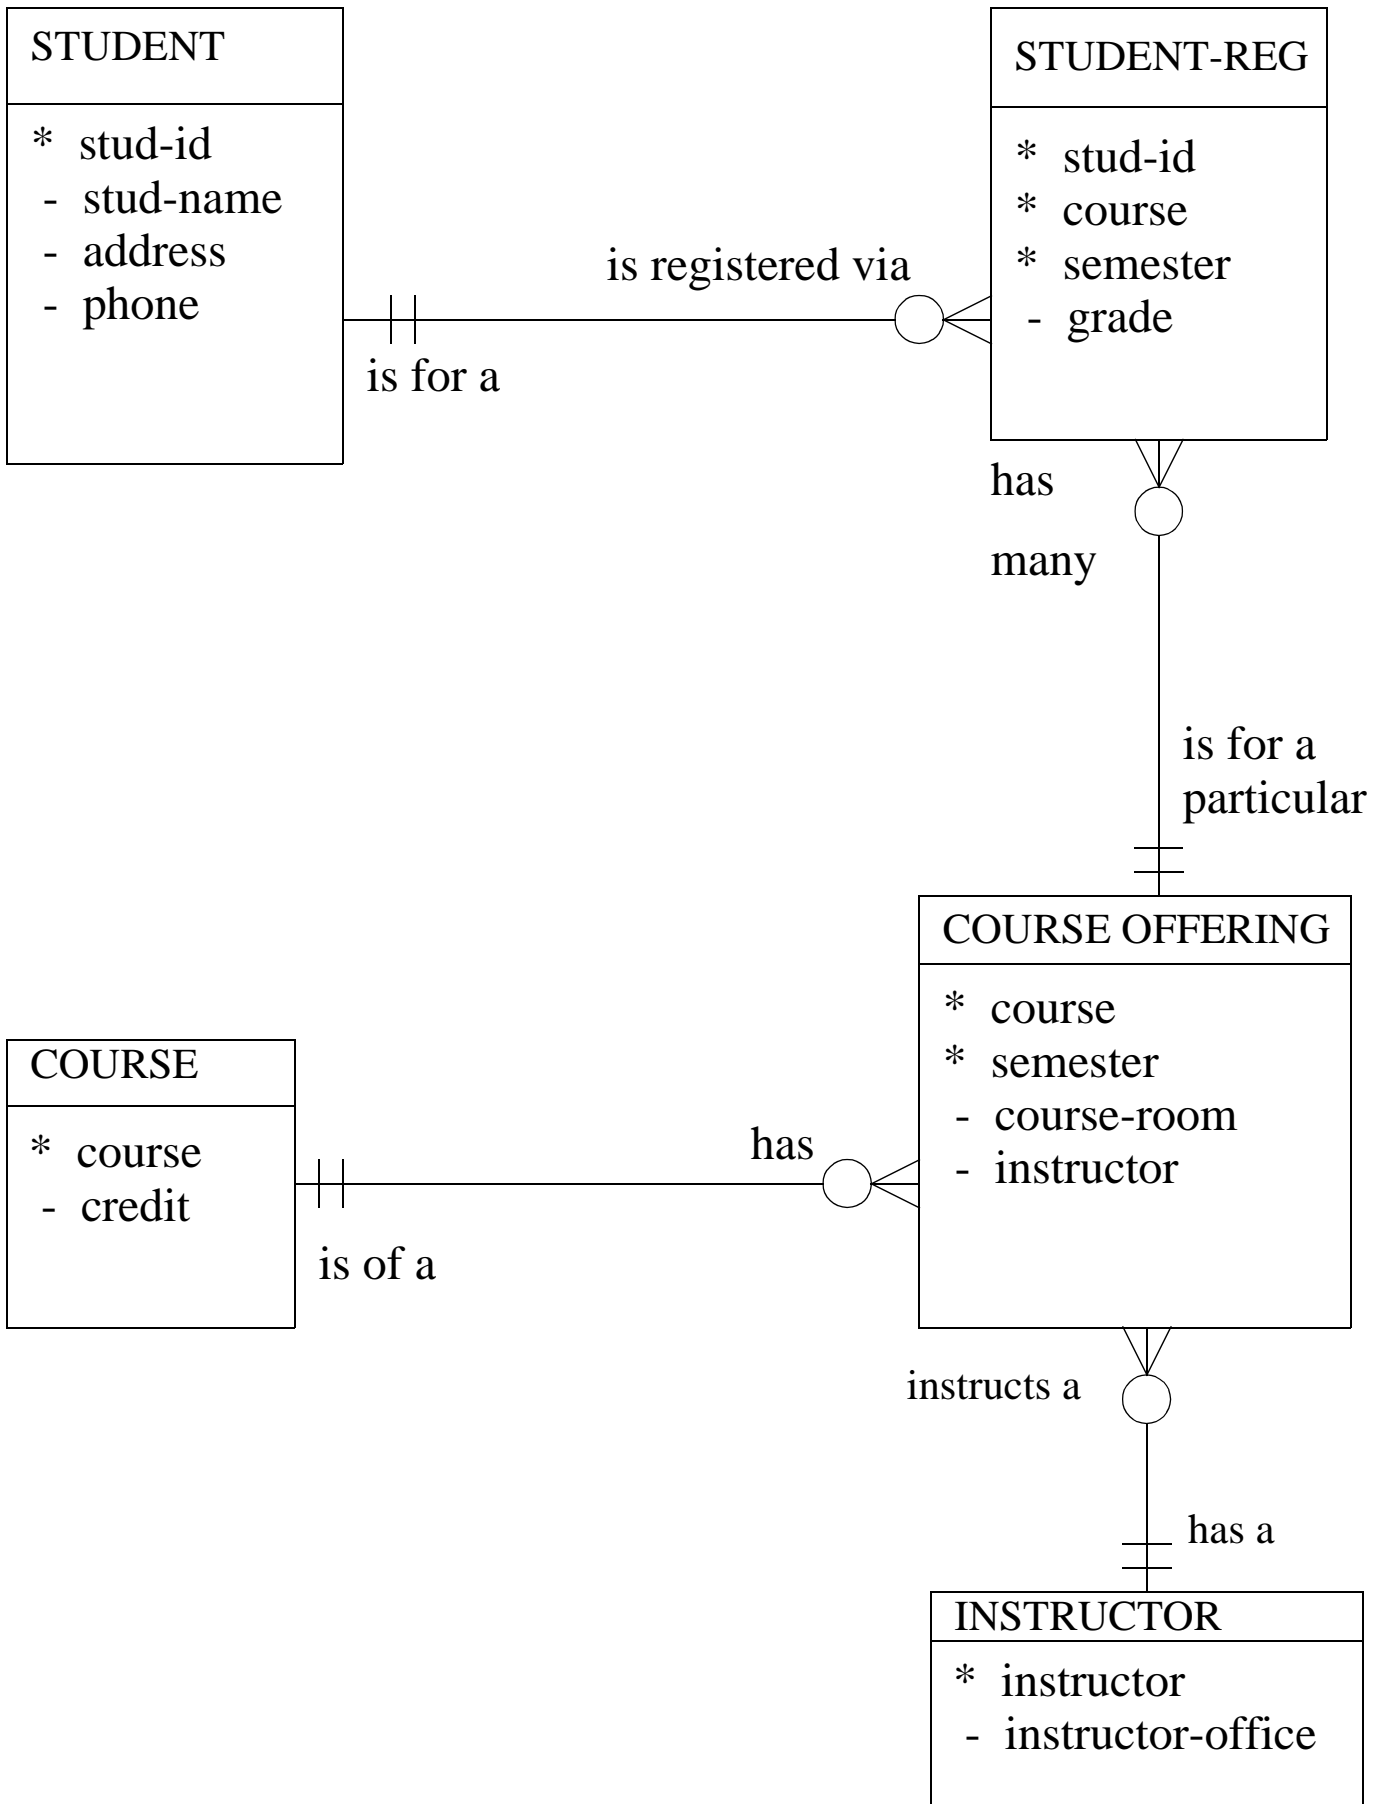 STUDENT
* stud-id
- stud-name
- address
- phone
STUDENT-REG
* stud-id
* course
* semester
- grade
is registered via
is for a
has
many
is for a
particular
COURSE OFFERING
* course
* semester
- course-room
- instructor
COURSE
* course
- credit
has
is of a
instructs a
has a
INSTRUCTOR
* instructor
- instructor-office